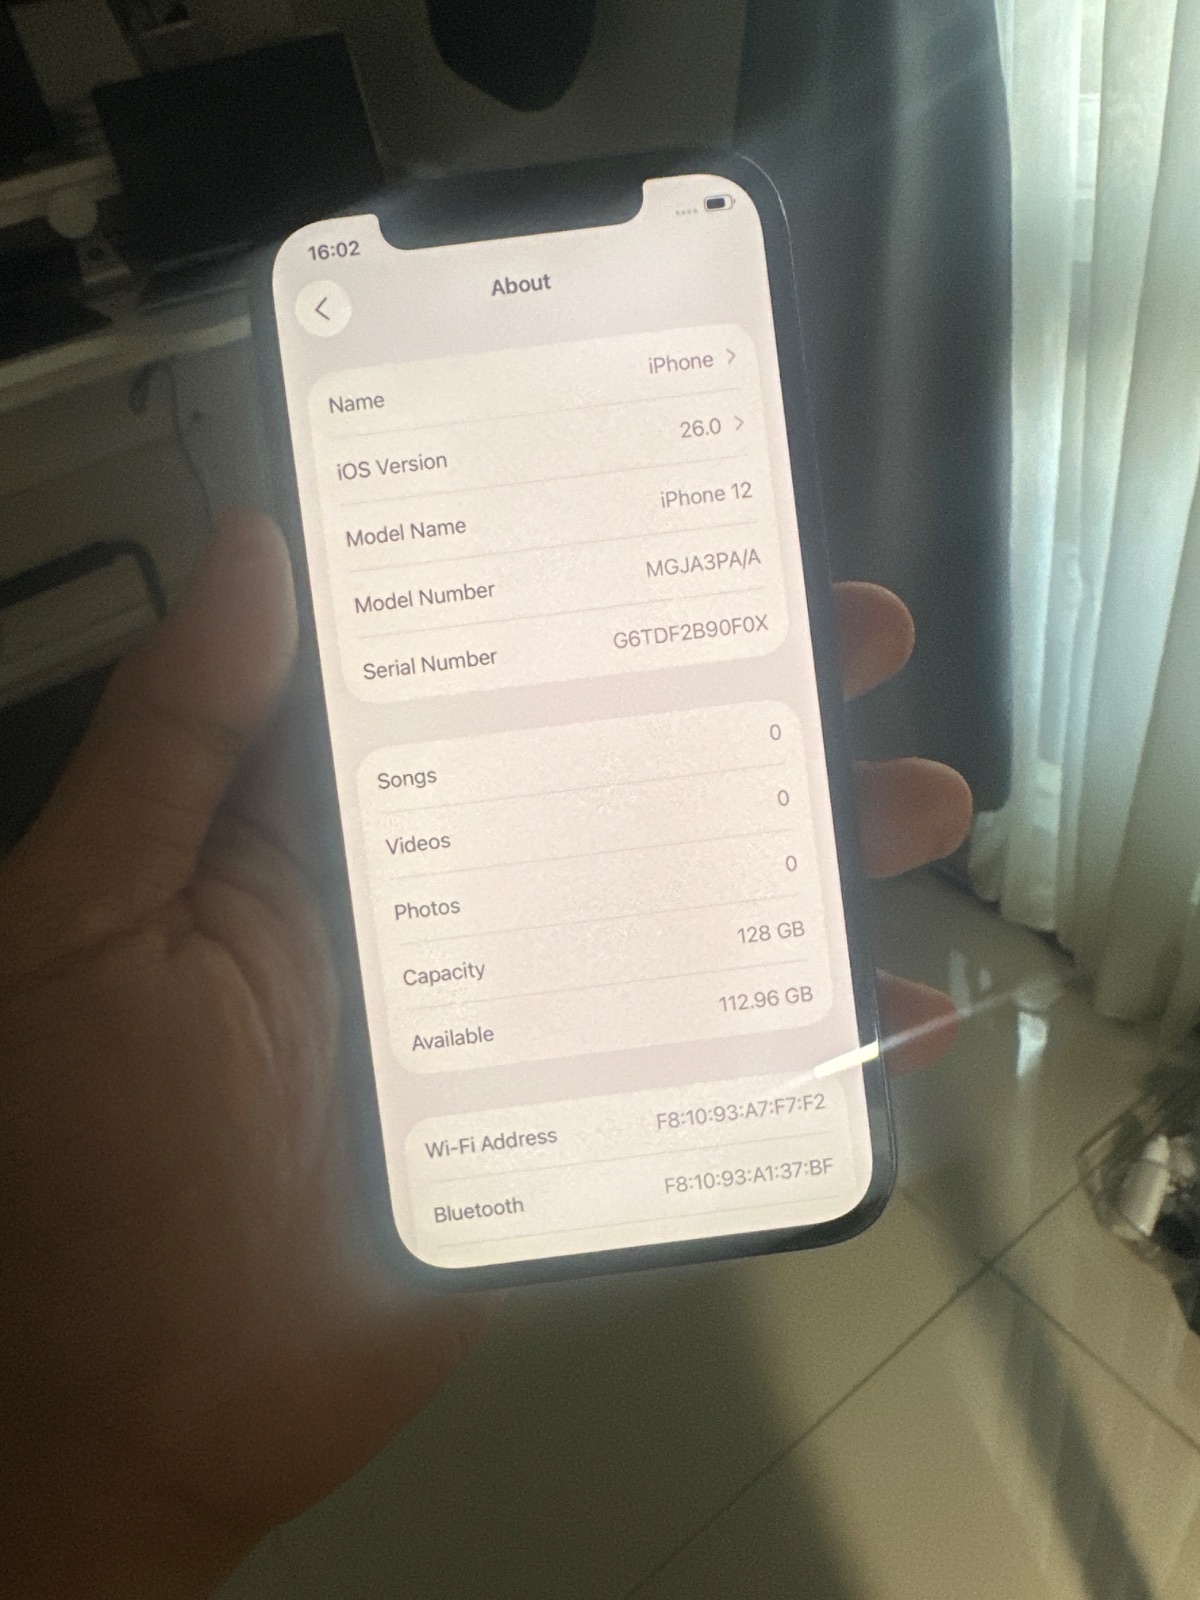 16:02
About
Name iPhone
iOS Version 26.0
Model Name iPhone 12
Model Number MGJA3PA/A
Serial Number G6TDF2B90F0X
Songs 0
Videos 0
Photos 0
Capacity 128 GB
Available 112.96 GB
Wi-Fi Address F8:10:93:A7:F7:F2
Bluetooth F8:10:93:A1:37:BF